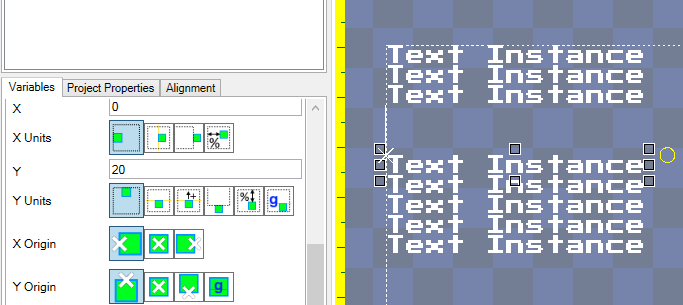 Variables Project Properties Alignment
X 0
X Units %
Y 20
Y Units % g
X Origin
Y Origin g
Text Instance
Text Instance
Text Instance
Text Instance
Text Instance
Text Instance
Text Instance
Text Instance